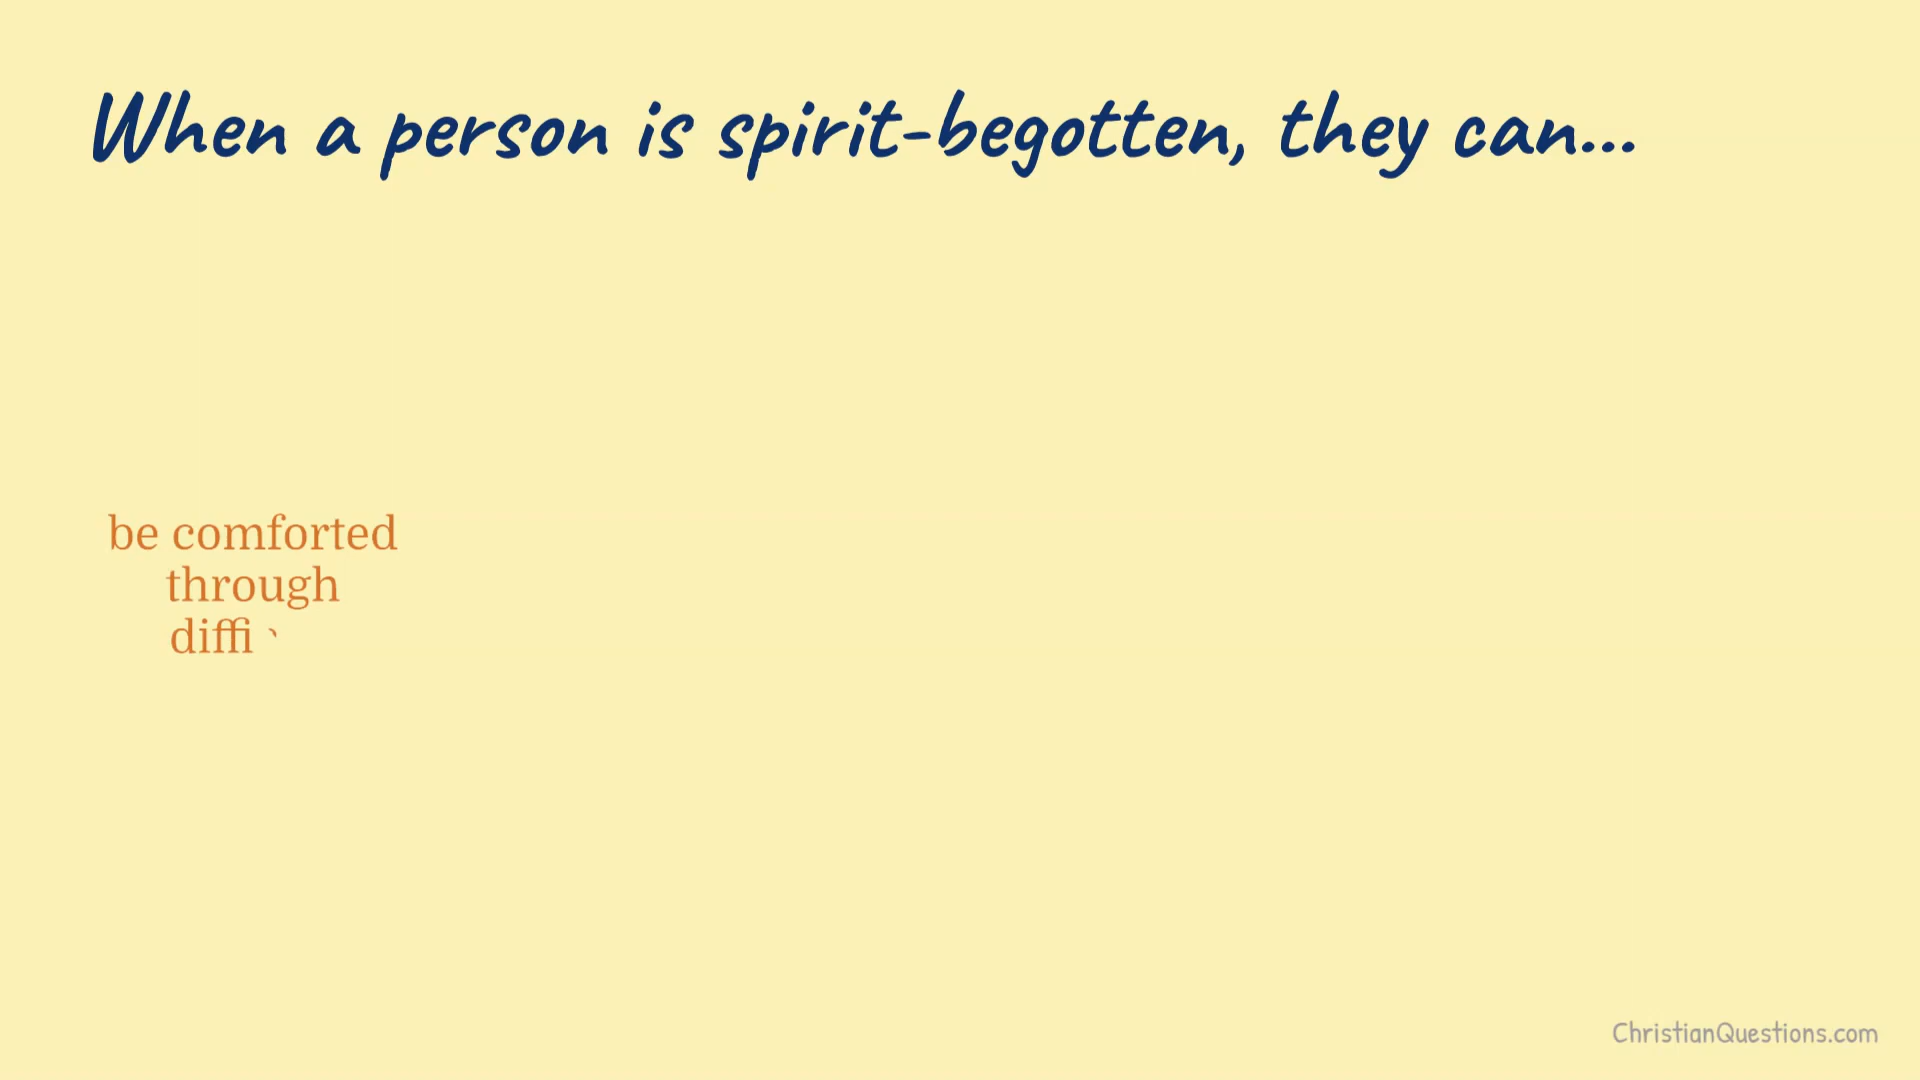 When a person is spirit-begotten, they can...
be comforted
through
diffi
ChristianQuestions.com